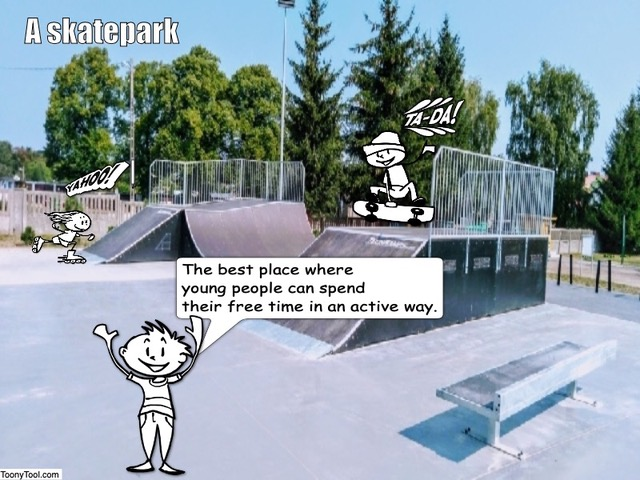 A skatepark
TA-DA!
YAHOO!
The best place where
young people can spend
their free time in an active way.
ToonyTool.com